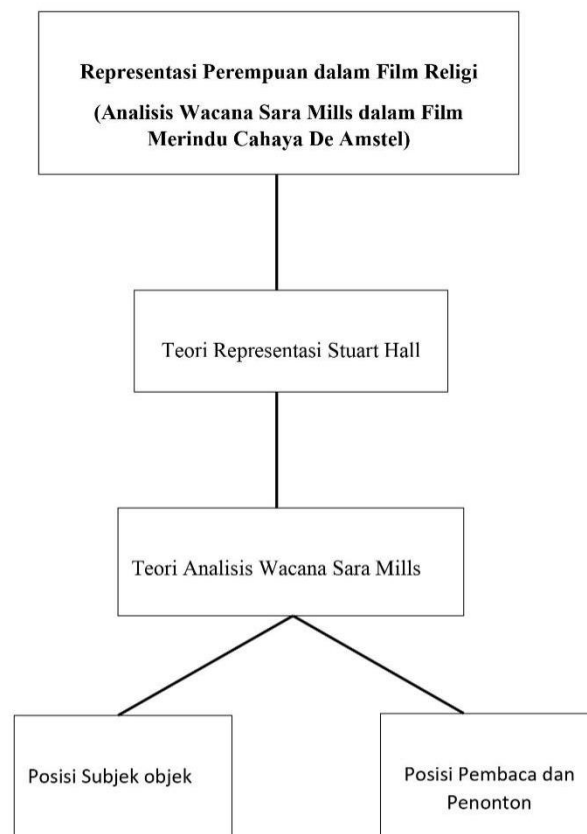 Representasi Perempuan dalam Film Religi
(Analisis Wacana Sara Mills dalam Film
Merindu Cahaya De Amstel)
Teori Representasi Stuart Hall
Teori Analisis Wacana Sara Mills
Posisi Subjek objek
Posisi Pembaca dan
Penonton